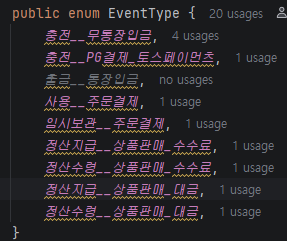 public enum EventType { 20 usages
충전__무통장입금, 4 usages
충전__PG결제_토스페이먼츠, 1 usage
출금__통장입금, no usages
사용__주문결제, 1 usage
임시보관__주문결제, 1 usage
정산지급__상품판매_수수료, 1 usage
정산수령__상품판매_수수료, 1 usage
정산지급__상품판매_대금, 1 usage
정산수령__상품판매_대금, 1 usage
}